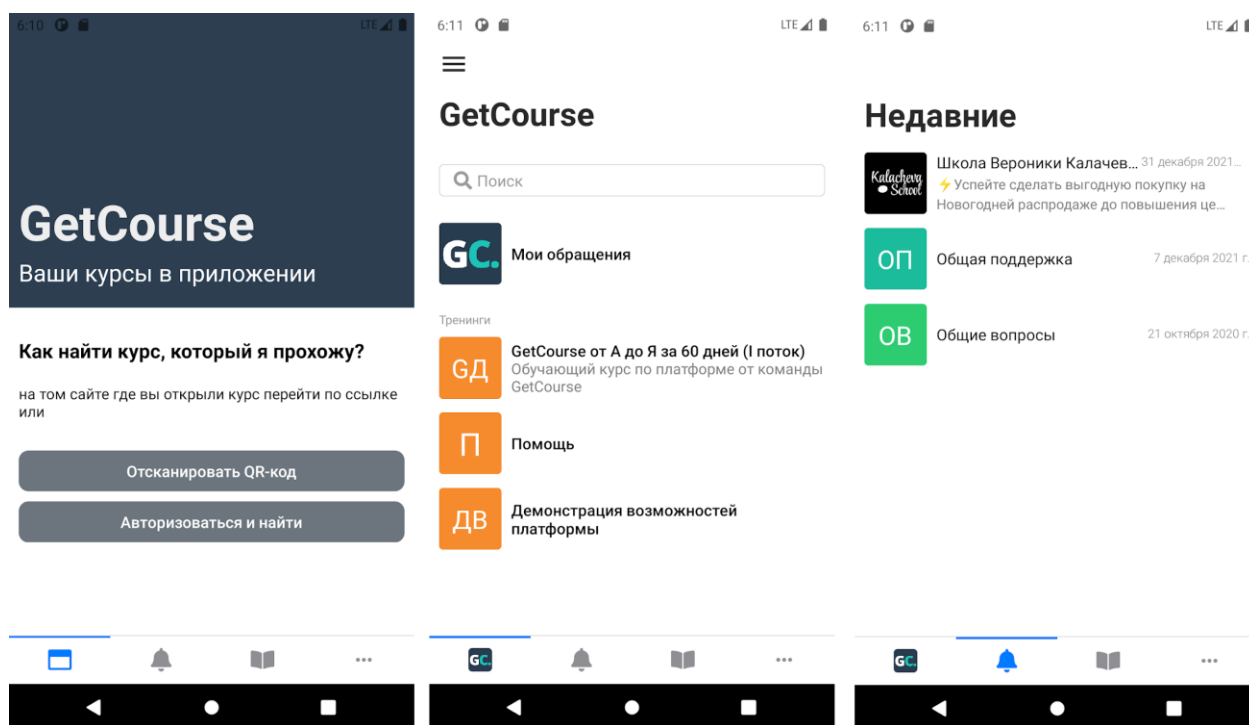 6:10
LTE
GetCourse
Ваши курсы в приложении
Как найти курс, который я прохожу?
на том сайте где вы открыли курс перейти по ссылке
или
Отсканировать QR-код
Авторизоваться и найти
6:11
LTE
GetCourse
Поиск
GC.
Мои обращения
Тренинги
GД
GetCourse от А до Я за 60 дней (I поток)
Обучающий курс по платформе от команды
GetCourse
П
Помощь
ДВ
Демонстрация возможностей
платформы
GC.
6:11
LTE
Недавние
Kalacheva
School
Школа Вероники Калачев... 31 декабря 2021...
⚡Успейте сделать выгодную покупку на
Новогодней распродаже до повышения це...
ОП
Общая поддержка 7 декабря 2021 г.
ОВ
Общие вопросы 21 октября 2020 г.
GC.